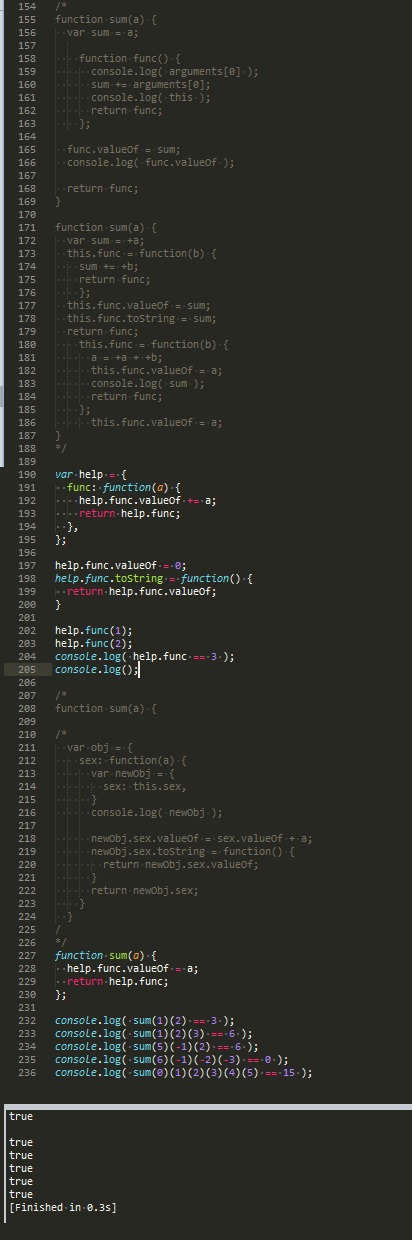 154 /*
155 function sum(a) {
156   var sum = a;
157
158     function func() {
159       console.log( arguments[0] );
160       sum += arguments[0];
161       console.log( this );
162       return func;
163     };
164
165   func.valueOf = sum;
166   console.log( func.valueOf );
167
168   return func;
169 }
170
171 function sum(a) {
172   var sum = +a;
173   this.func = function(b) {
174     sum += +b;
175     return func;
176     };
177   this.func.valueOf = sum;
178   this.func.toString = sum;
179   return func;
180     this.func = function(b) {
181       a = +a + +b;
182       this.func.valueOf = a;
183       console.log( sum );
184       return func;
185     };
186       this.func.valueOf = a;
187 }
188 */
189
190 var help = {
191   func: function(a) {
192     help.func.valueOf += a;
193     return help.func;
194   },
195 };
196
197 help.func.valueOf = 0;
198 help.func.toString = function() {
199   return help.func.valueOf;
200 }
201
202 help.func(1);
203 help.func(2);
204 console.log( help.func == 3 );
205 console.log();
206
207 /*
208 function sum(a) {
209
210 /*
211   var obj = {
212     sex: function(a) {
213       var newObj = {
214         sex: this.sex,
215       }
216       console.log( newObj );
217
218       newObj.sex.valueOf = sex.valueOf + a;
219       newObj.sex.toString = function() {
220         return newObj.sex.valueOf;
221       }
222       return newObj.sex;
223     }
224   }
225 /
226 */
227 function sum(a) {
228   help.func.valueOf = a;
229   return help.func;
230 };
231
232 console.log( sum(1)(2) == 3 );
233 console.log( sum(1)(2)(3) == 6 );
234 console.log( sum(5)(-1)(2) == 6 );
235 console.log( sum(6)(-1)(-2)(-3) == 0 );
236 console.log( sum(0)(1)(2)(3)(4)(5) == 15 );
true

true
true
true
true
true
[Finished in 0.3s]